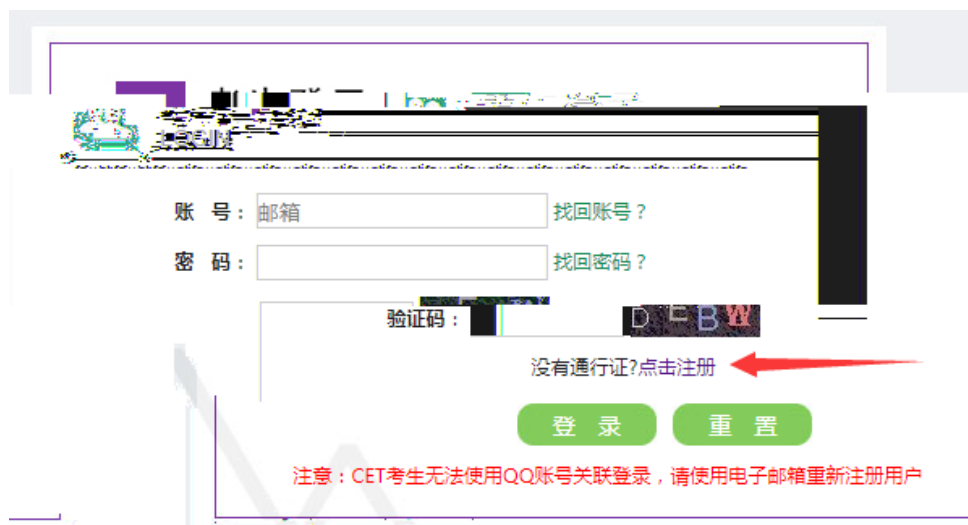 LOGIN
账 号：邮箱 找回账号？
密 码： 找回密码？
验证码： D E B W
没有通行证?点击注册
登 录 重 置
注意：CET考生无法使用QQ账号关联登录，请使用电子邮箱重新注册用户